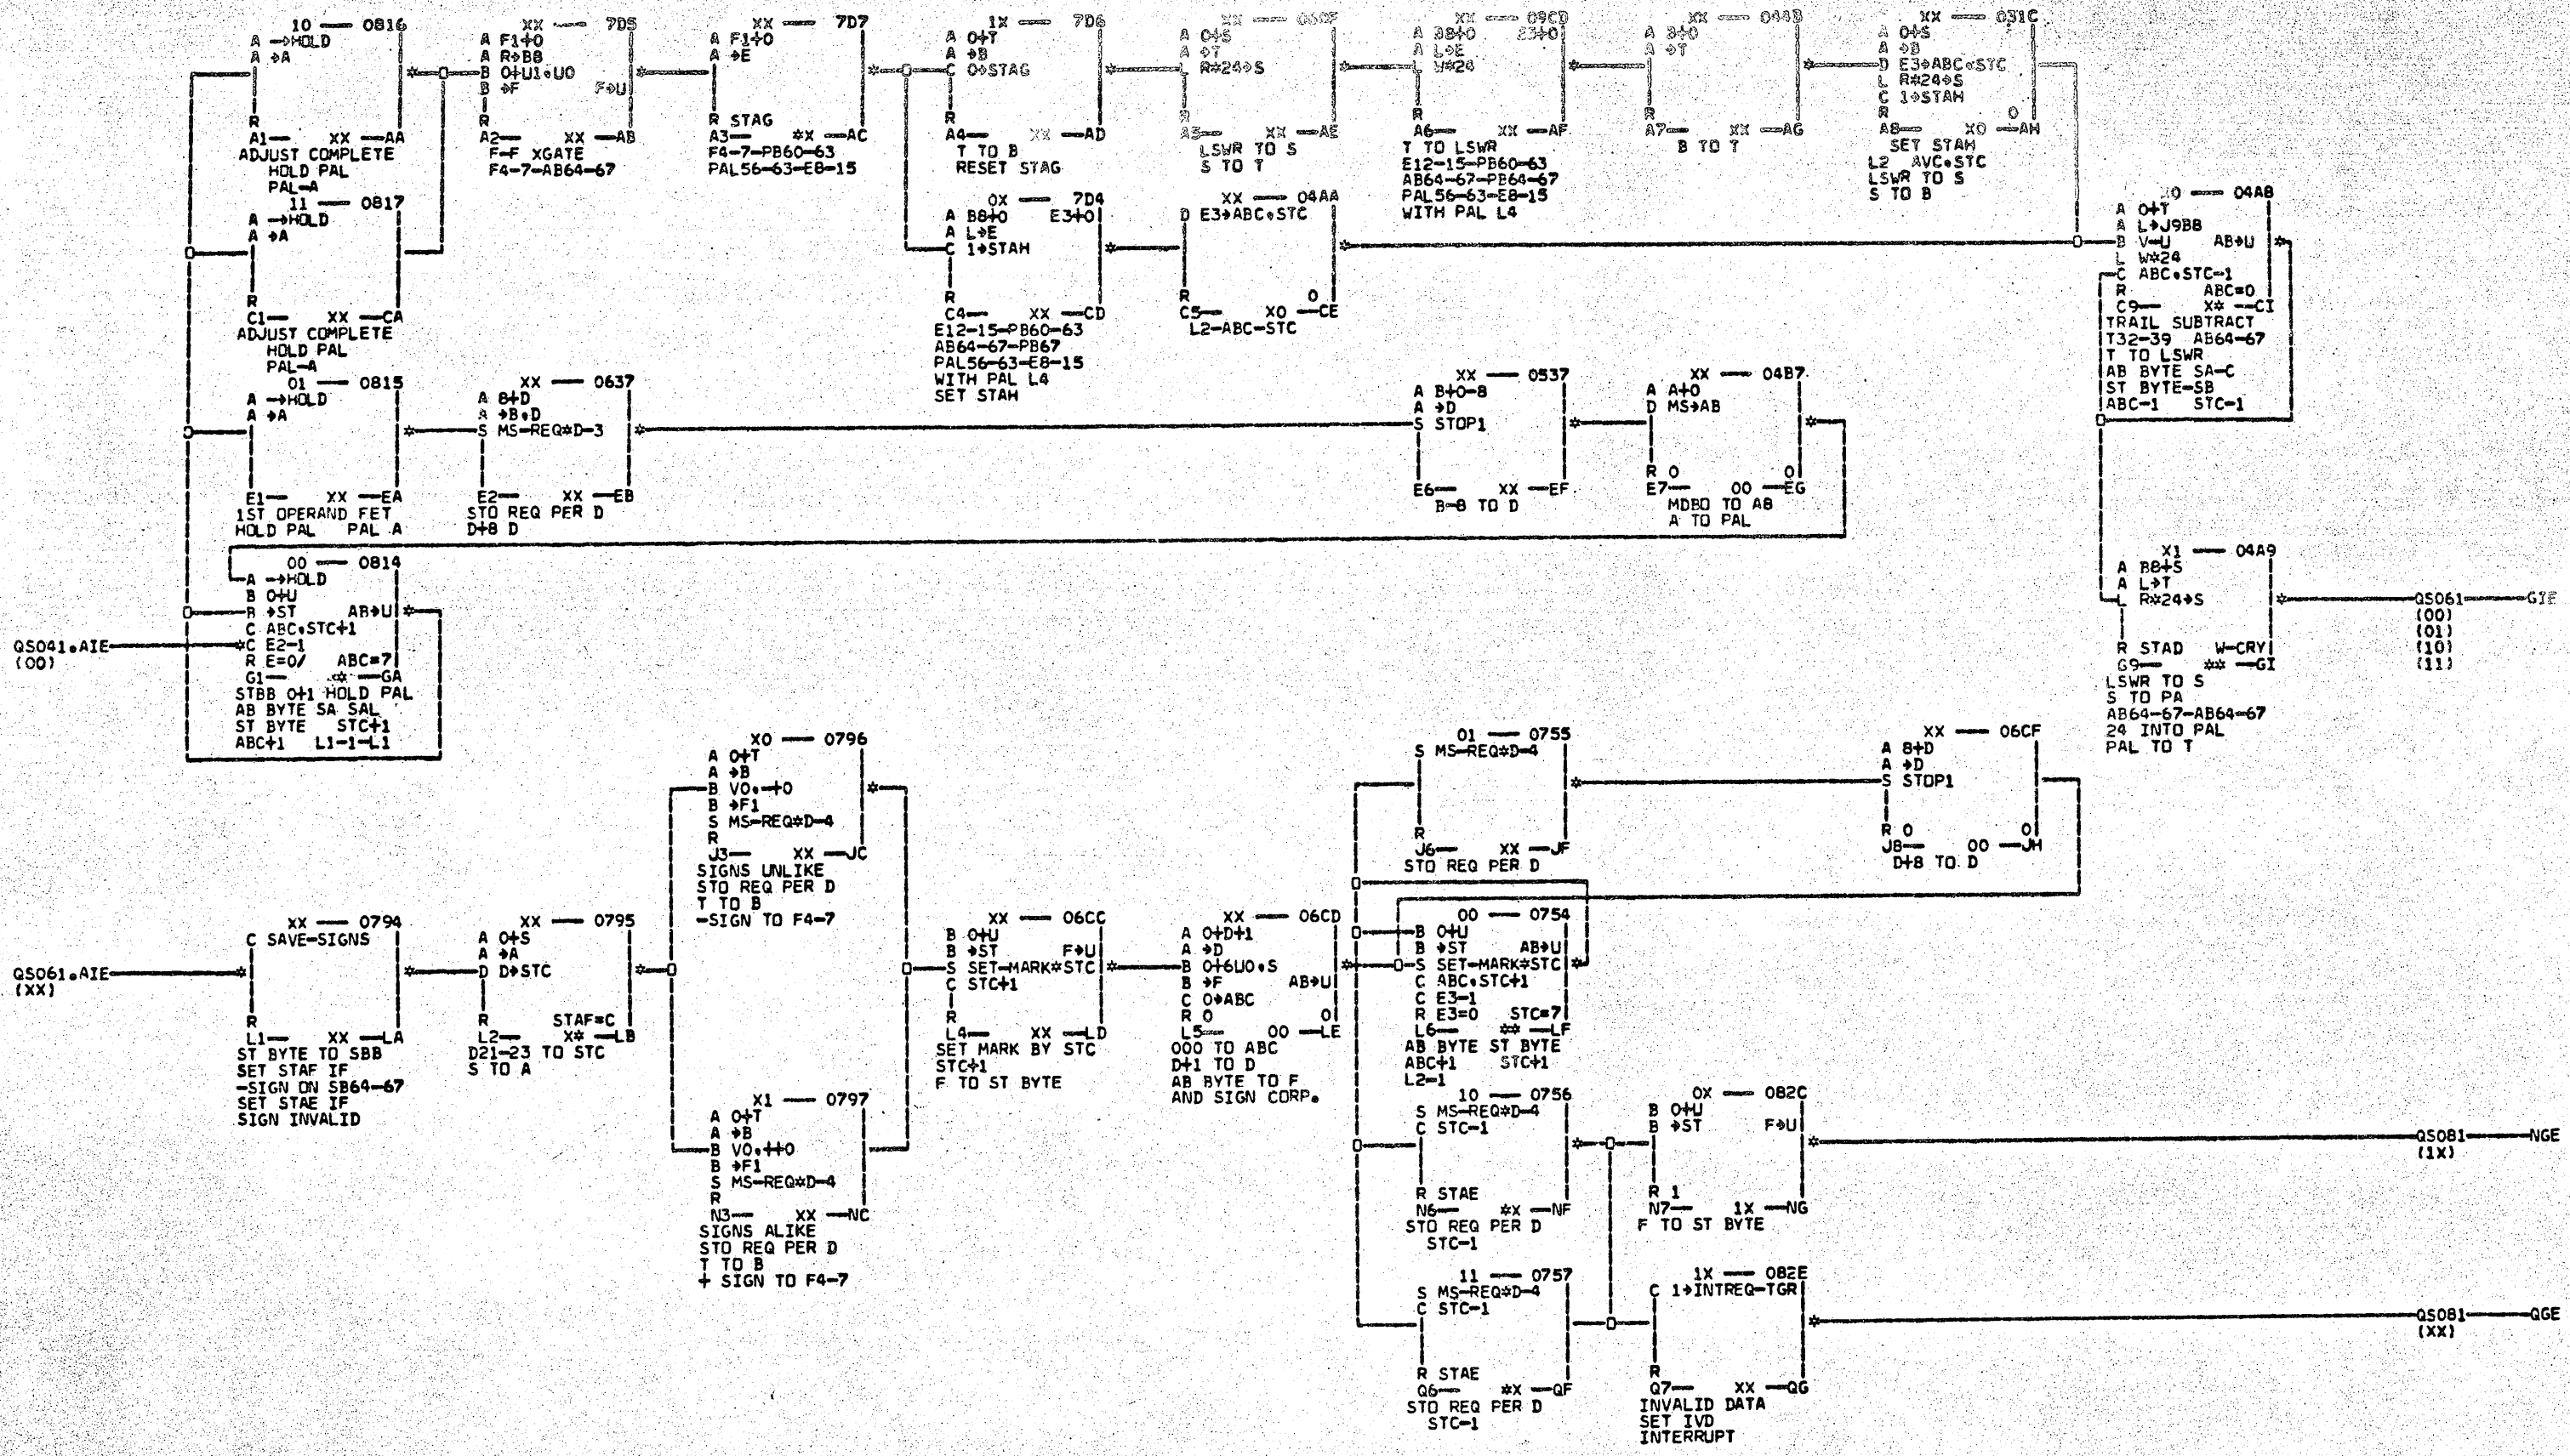 10 — 0816
A →HOLD
A →A
R
A1— XX —AA
ADJUST COMPLETE
HOLD PAL
PAL-A
XX — 7D5
A F1+0
A R→B8
B 0+U1•U0
B →F F→U
R
A2— XX —AB
F-F XGATE
F4-7-AB64-67
XX — 7D7
A F1+0
A →E
R STAG
A3— *X —AC
F4-7-PB60-63
PAL56-63-E8-15
1X — 7D6
A 0+T
A →B
C 0→STAG
R
A4— XX —AD
T TO B
RESET STAG
A 0+S
A →T
L R*24→S
R
A5— XX —AE
LSWR TO S
S TO T
XX — 09CD
A B8+0 E3+0
A L→E
L W*24
R
A6— XX —AF
T TO LSWR
E12-15-PB60-63
AB64-67-PB64-67
PAL56-63-E8-15
WITH PAL L4
XX — 044B
A B+0
A →T
R
A7— XX —AG
B TO T
XX — 031C
A 0+S
A →B
D E3→ABC•STC
L R*24→S
C 1→STAH
R 0
A8— X0 —AH
SET STAH
L2 AVC•STC
LSWR TO S
S TO B
11 — 0817
A →HOLD
A →A
R
C1— XX —CA
ADJUST COMPLETE
HOLD PAL
PAL-A
0X — 7D4
A B8+0 E3+0
A L→E
C 1→STAH
R
C4— XX —CD
E12-15-PB60-63
AB64-67-PB67
PAL56-63-E8-15
WITH PAL L4
SET STAH
XX — 04AA
D E3→ABC•STC
R 0
C5— X0 —CE
L2-ABC-STC
X0 — 04A8
A 0+T
A L→J9B8
B V-U AB→U
L W*24
C ABC•STC-1
R ABC=0
C9— X* —CI
TRAIL SUBTRACT
T32-39 AB64-67
T TO LSWR
AB BYTE SA-C
ST BYTE-SB
ABC-1 STC-1
01 — 0815
A →HOLD
A →A
E1— XX —EA
1ST OPERAND FET
HOLD PAL PAL A
XX — 0637
A 8+D
A →B•D
S MS-REQ*D-3
E2— XX —EB
STO REQ PER D
D+8 D
XX — 0537
A B+0-8
A →D
S STOP1
E6— XX —EF
B-8 TO D
XX — 04B7
A A+0
D MS→AB
R 0 0
E7— 00 —EG
MDBO TO AB
A TO PAL
00 — 0814
A →HOLD
B 0+U
B →ST AB→U
C ABC•STC+1
C E2-1
R E=0/ ABC=7
G1— ** —GA
STBB 0+1 HOLD PAL
AB BYTE SA SAL
ST BYTE STC+1
ABC+1 L1-1-L1
QS041•AIE
(00)
X1 — 04A9
A B8+S
A L→T
L R*24→S
R STAD W-CRY
G9— ** —GI
LSWR TO S
S TO PA
AB64-67-AB64-67
24 INTO PAL
PAL TO T
QS061 —GIE
(00)
(01)
(10)
(11)
X0 — 0796
A 0+T
A →B
B V0•-+0
B →F1
S MS-REQ*D-4
R
J3— XX —JC
SIGNS UNLIKE
STO REQ PER D
T TO B
-SIGN TO F4-7
01 — 0755
S MS-REQ*D-4
R
J6— XX —JF
STO REQ PER D
XX — 06CF
A 8+D
A →D
S STOP1
R 0 0
J8— 00 —JH
D+8 TO D
QS061•AIE
(XX)
XX — 0794
C SAVE-SIGNS
R
L1— XX —LA
ST BYTE TO SBB
SET STAF IF
-SIGN ON SB64-67
SET STAE IF
SIGN INVALID
XX — 0795
A 0+S
A →A
D D→STC
R STAF=C
L2— X* —LB
D21-23 TO STC
S TO A
XX — 06CC
B 0+U
B →ST F→U
S SET-MARK*STC
C STC+1
R
L4— XX —LD
SET MARK BY STC
STC+1
F TO ST BYTE
XX — 06CD
A 0+D+1
A →D
B 0+6U0•S
B →F AB→U
C 0→ABC
R 0 0
L5— 00 —LE
000 TO ABC
D+1 TO D
AB BYTE TO F
AND SIGN CORP•
00 — 0754
B 0+U
B →ST AB→U
S SET-MARK*STC
C ABC•STC+1
C E3-1
R E3=0 STC=7
L6— ** —LF
AB BYTE ST BYTE
ABC+1 STC+1
L2-1
X1 — 0797
A 0+T
A →B
B V0•++0
B →F1
S MS-REQ*D-4
R
N3— XX —NC
SIGNS ALIKE
STO REQ PER D
T TO B
+ SIGN TO F4-7
10 — 0756
S MS-REQ*D-4
C STC-1
R STAE
N6— *X —NF
STO REQ PER D
STC-1
0X — 082C
B 0+U
B →ST F→U
R 1
N7— 1X —NG
F TO ST BYTE
QS081 —NGE
(1X)
11 — 0757
S MS-REQ*D-4
C STC-1
R STAE
Q6— *X —QF
STO REQ PER D
STC-1
1X — 082E
C 1→INTREQ-TGR
R
Q7— XX —QG
INVALID DATA
SET IVD
INTERRUPT
QS081 —QGE
(XX)